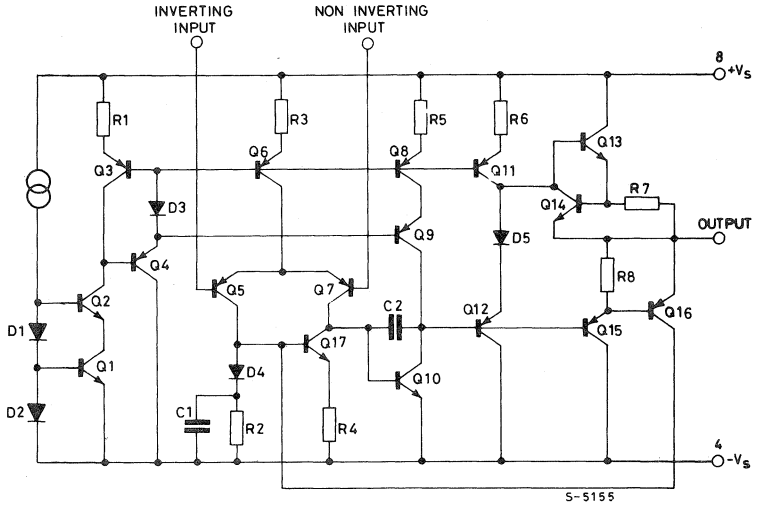 INVERTING
INPUT
NON INVERTING
INPUT
8
+Vs
R1
R3
R5
R6
Q13
Q3
Q6
Q8
Q11
R7
D3
Q14
OUTPUT
Q4
Q9
D5
R8
Q5
Q7
C2
Q2
Q12
Q15
Q16
D1
Q17
Q1
D4
Q10
D2
C1
R2
R4
4
-Vs
S-5155